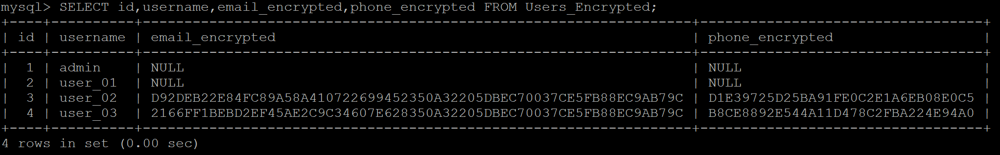 mysql> SELECT id,username,email_encrypted,phone_encrypted FROM Users_Encrypted;
+----+----------+------------------------------------------------------------------+----------------------------------+
| id | username | email_encrypted                                                  | phone_encrypted                  |
+----+----------+------------------------------------------------------------------+----------------------------------+
| 1 | admin    | NULL                                                             | NULL                             |
| 2 | user_01  | NULL                                                             | NULL                             |
| 3 | user_02  | D92DEB22E84FC89A58A410722699452350A32205DBEC70037CE5FB88EC9AB79C | D1E39725D25BA91FE0C2E1A6EB08E0C5 |
| 4 | user_03  | 2166FF1BEBD2EF45AE2C9C34607E628350A32205DBEC70037CE5FB88EC9AB79C | B8CE8892E544A11D478C2FBA224E94A0 |
+----+----------+------------------------------------------------------------------+----------------------------------+
4 rows in set (0.00 sec)